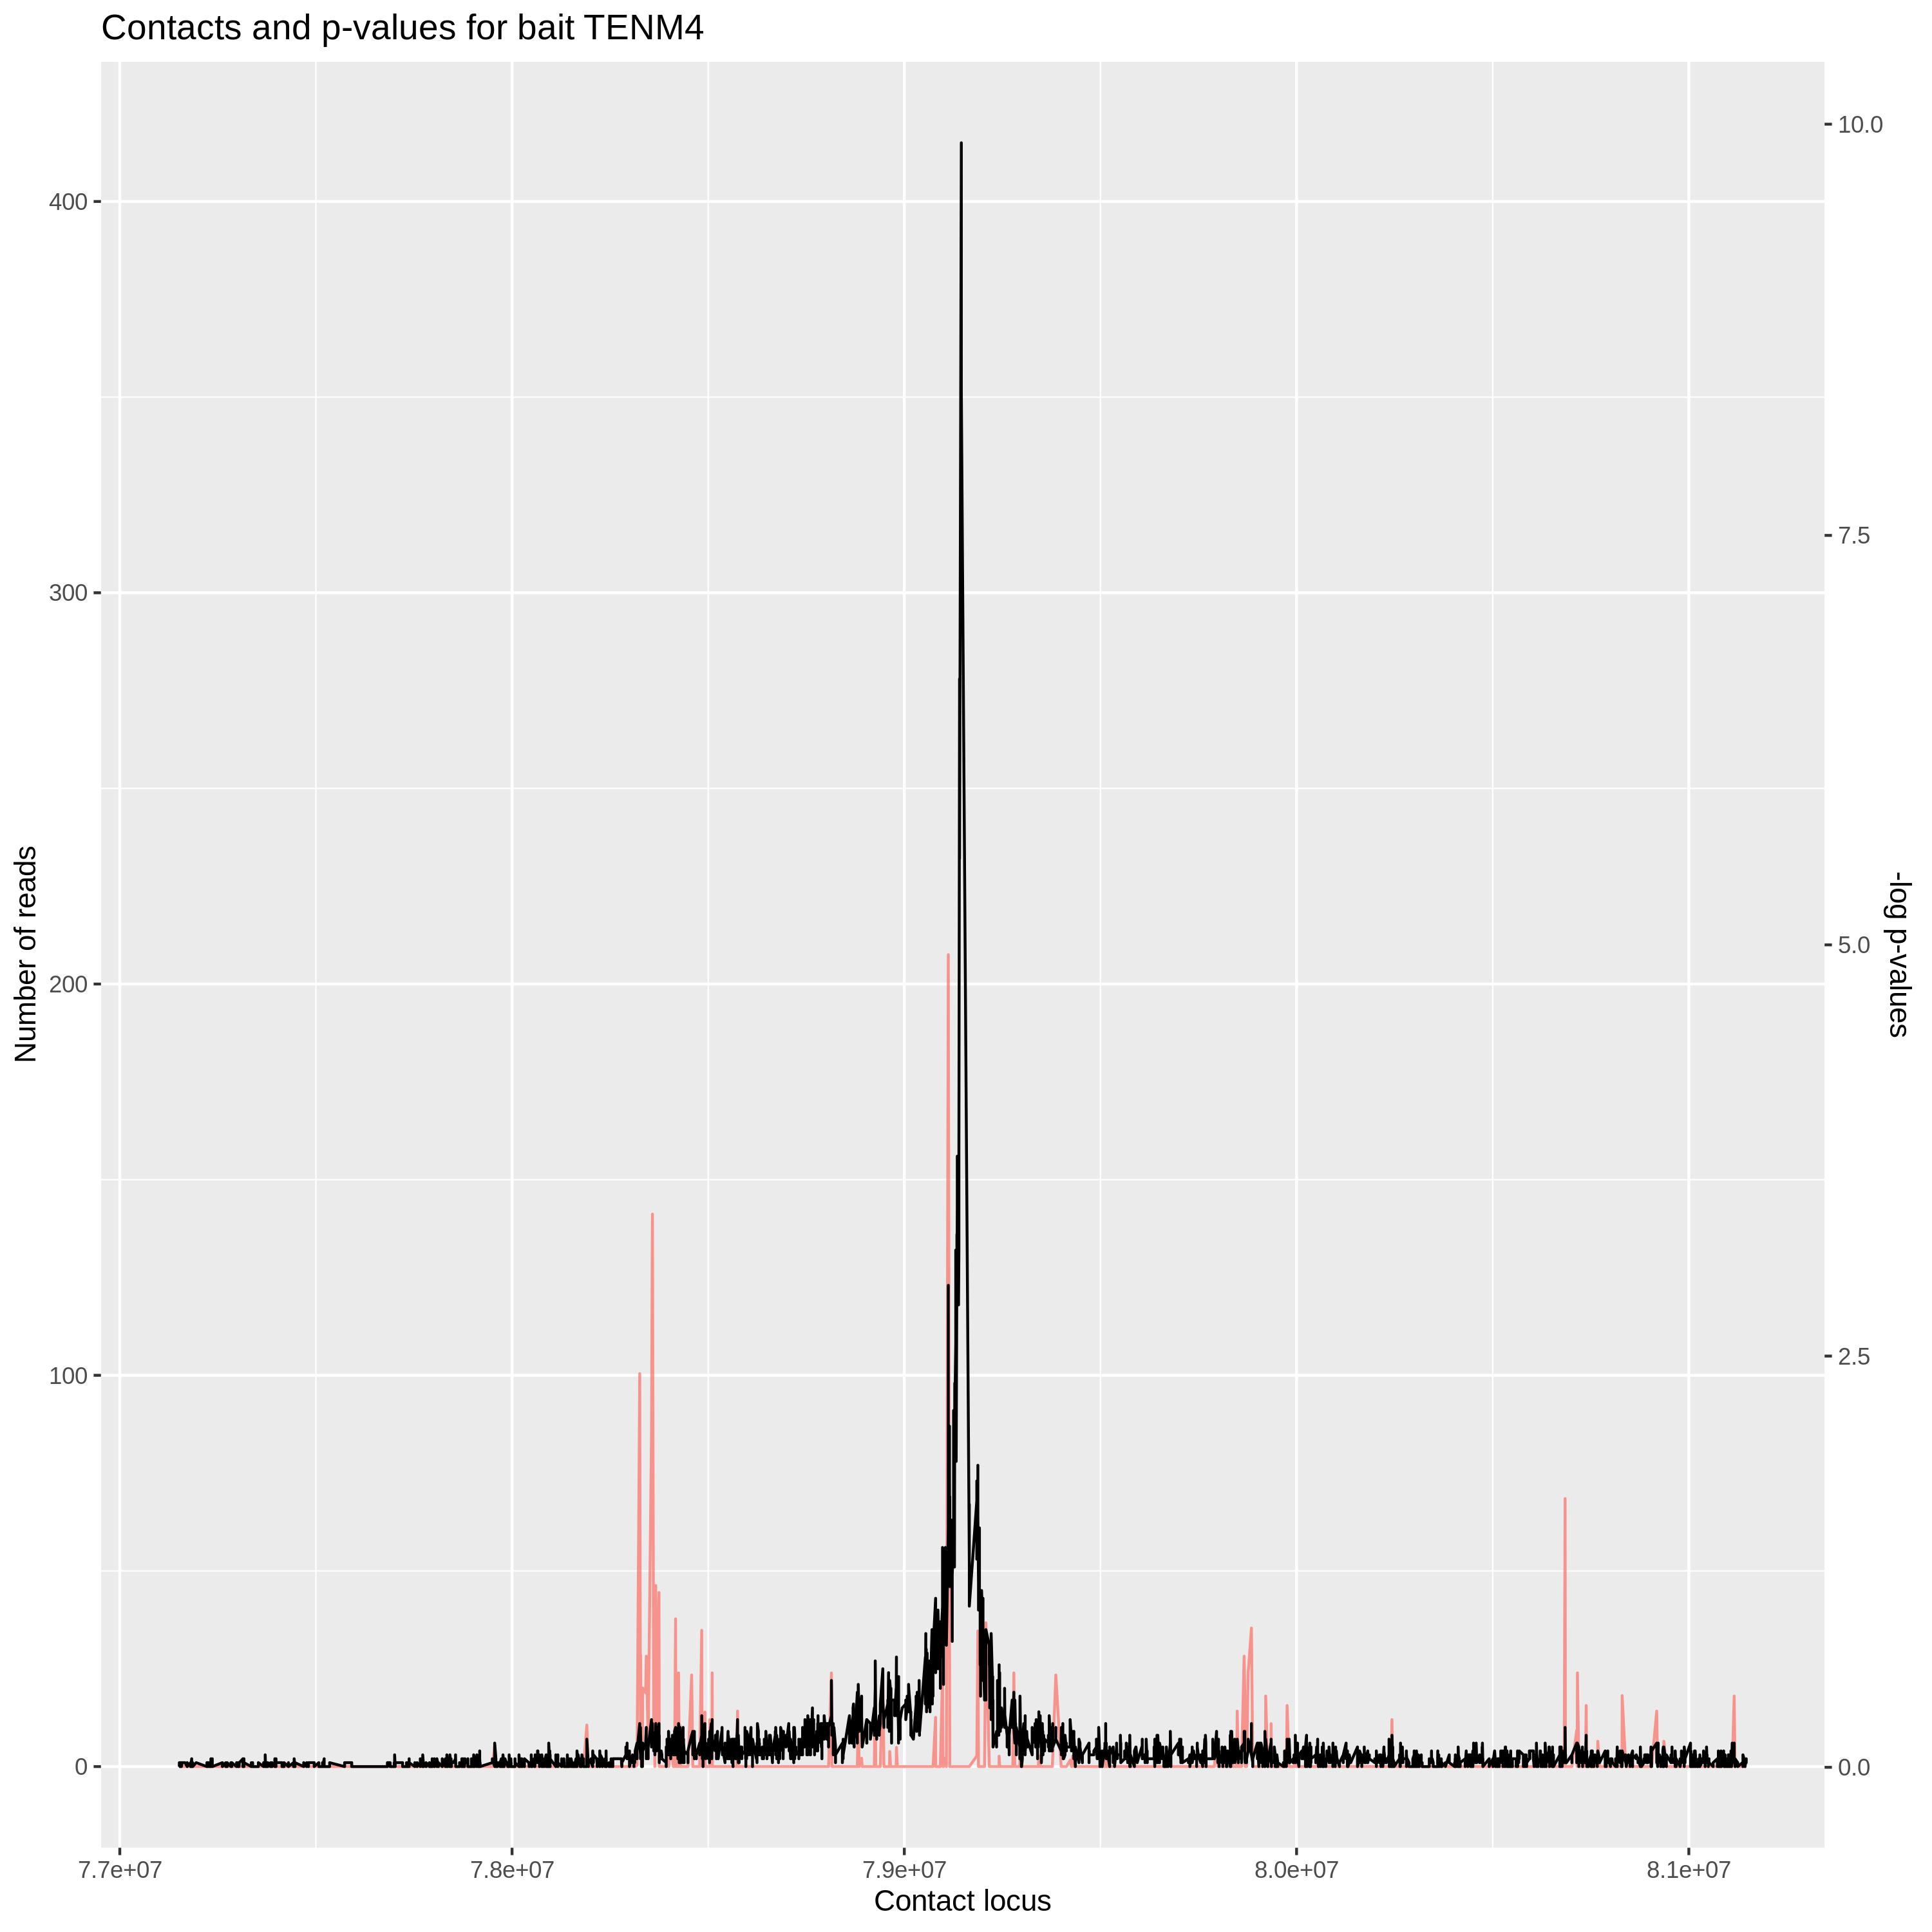 Contacts and p-values for bait TENM4
10.0
400
7.5
300
5.0
200
2.5
100
0
0.0
Number of reads
-log p-values
7.7e+07 7.8e+07 7.9e+07 8.0e+07 8.1e+07
Contact locus